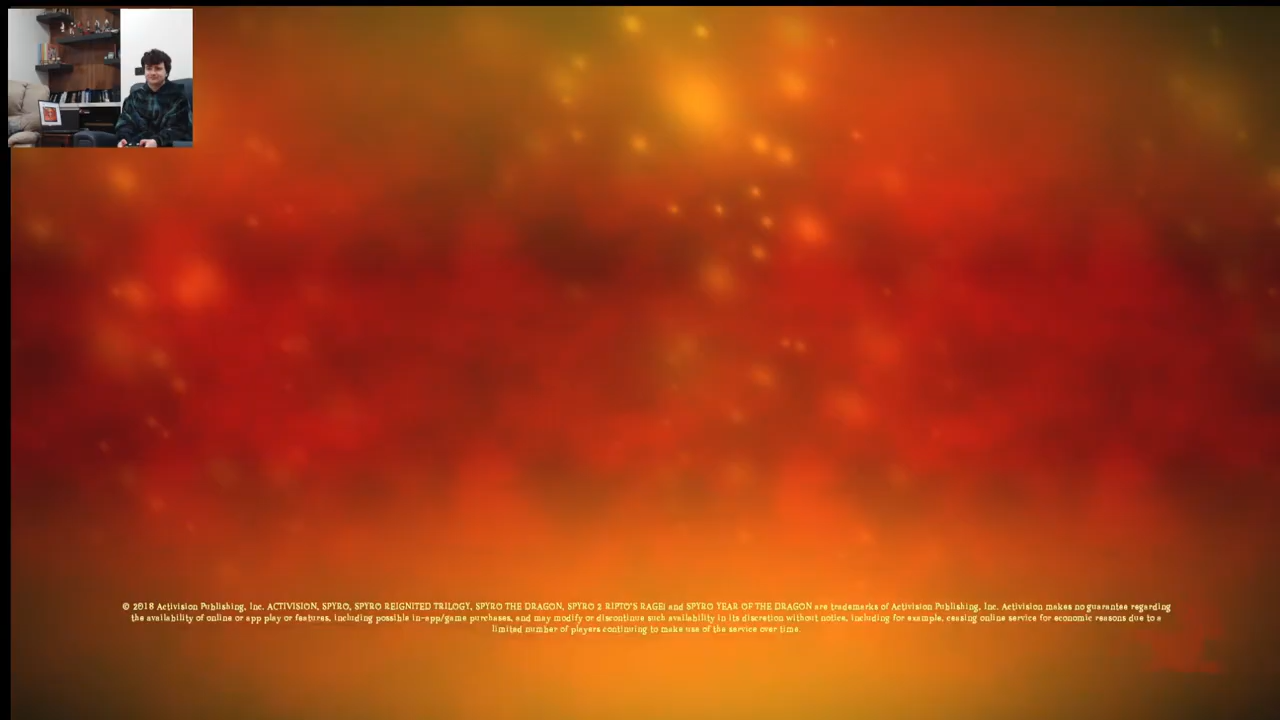 © 2018 Activision Publishing, Inc. ACTIVISION, SPYRO, SPYRO REIGNITED TRILOGY, SPYRO THE DRAGON, SPYRO 2 RIPTO'S RAGE! and SPYRO YEAR OF THE DRAGON are trademarks of Activision Publishing, Inc. Activision makes no guarantee regarding
the availability of online or app play or features, including possible in-app/game purchases, and may modify or discontinue such availability in its discretion without notice, including for example, ceasing online service for economic reasons due to a
limited number of players continuing to make use of the service over time.